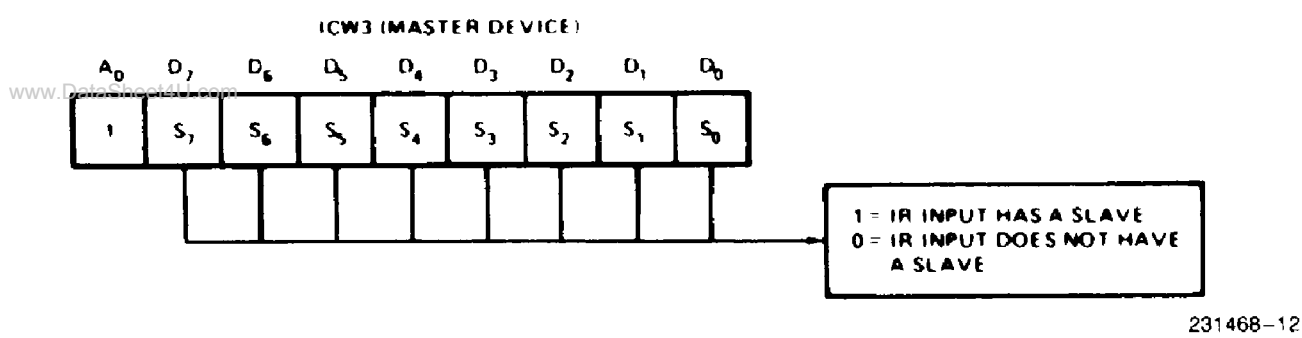 ICW3 (MASTER DEVICE)
A0 D7 D6 D5 D4 D3 D2 D1 D0
www.DataSheet4U.com
1 S7 S6 S5 S4 S3 S2 S1 S0
1 = IR INPUT HAS A SLAVE
0 = IR INPUT DOES NOT HAVE
A SLAVE
231468-12